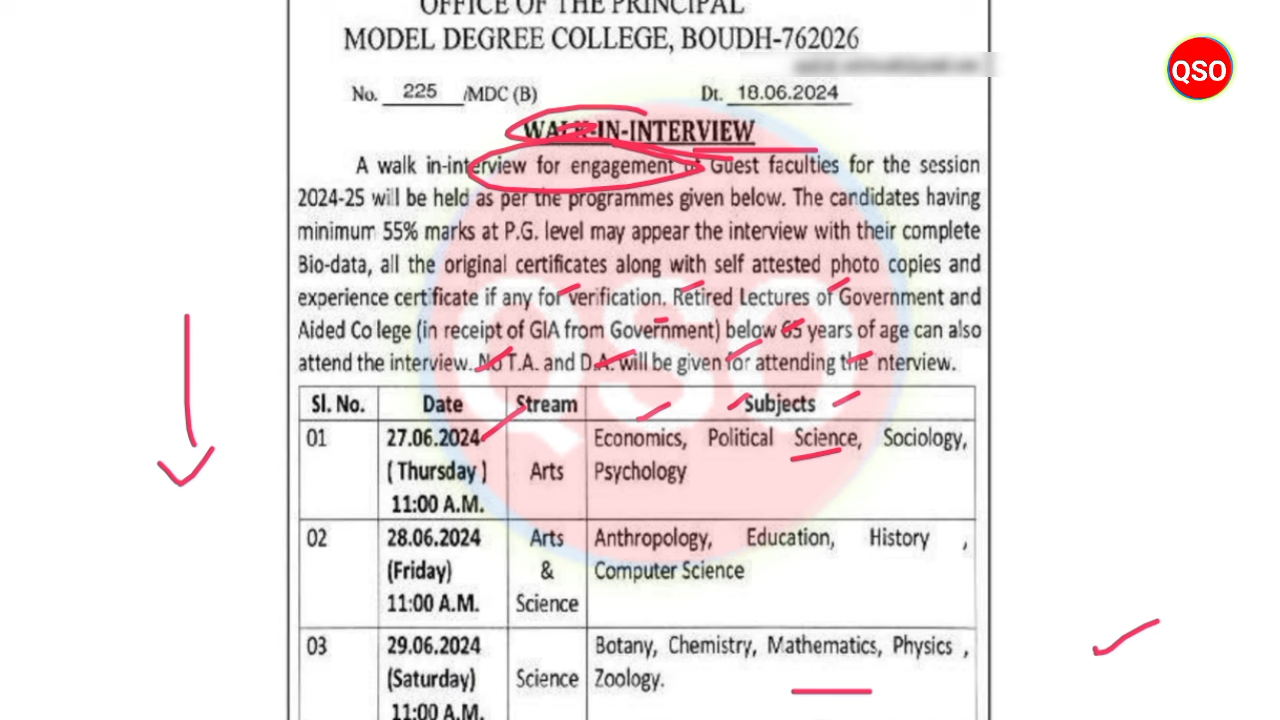 OFFICE OF THE PRINCIPAL
MODEL DEGREE COLLEGE, BOUDH-762026
QSO
No. 225 /MDC (B) Dt. 18.06.2024
WALK-IN-INTERVIEW
A walk in-interview for engagement of Guest faculties for the session
2024-25 will be held as per the programmes given below. The candidates having
minimum 55% marks at P.G. level may appear the interview with their complete
Bio-data, all the original certificates along with self attested photo copies and
experience certificate if any for verification. Retired Lectures of Government and
Aided College (in receipt of GIA from Government) below 65 years of age can also
attend the interview. No T.A. and D.A. will be given for attending the nterview.
Sl. No. Date Stream Subjects
01 27.06.2024 Economics, Political Science, Sociology,
( Thursday ) Arts Psychology
11:00 A.M.
02 28.06.2024 Arts Anthropology, Education, History ,
(Friday) & Computer Science
11:00 A.M. Science
03 29.06.2024 Botany, Chemistry, Mathematics, Physics ,
(Saturday) Science Zoology.
11:00 A.M.
QSO